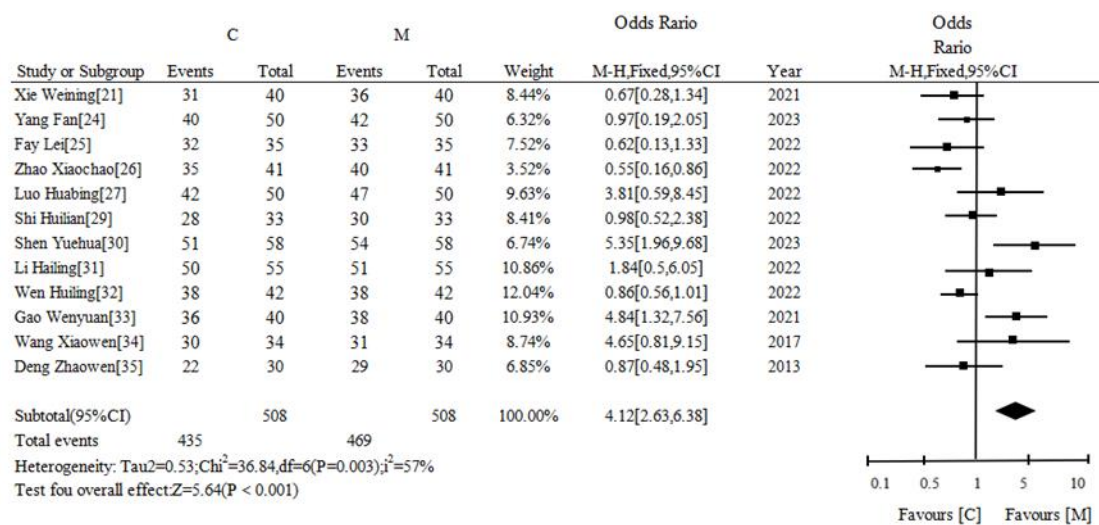 Odds Rario Odds
C M Rario
Study or Subgroup Events Total Events Total Weight M-H,Fixed,95%CI Year M-H,Fixed,95%CI
Xie Weining[21] 31 40 36 40 8.44% 0.67[0.28,1.34] 2021
Yang Fan[24] 40 50 42 50 6.32% 0.97[0.19,2.05] 2023
Fay Lei[25] 32 35 33 35 7.52% 0.62[0.13,1.33] 2022
Zhao Xiaochao[26] 35 41 40 41 3.52% 0.55[0.16,0.86] 2022
Luo Huabing[27] 42 50 47 50 9.63% 3.81[0.59,8.45] 2022
Shi Huilian[29] 28 33 30 33 8.41% 0.98[0.52,2.38] 2022
Shen Yuehua[30] 51 58 54 58 6.74% 5.35[1.96,9.68] 2023
Li Hailing[31] 50 55 51 55 10.86% 1.84[0.5,6.05] 2022
Wen Huiling[32] 38 42 38 42 12.04% 0.86[0.56,1.01] 2022
Gao Wenyuan[33] 36 40 38 40 10.93% 4.84[1.32,7.56] 2021
Wang Xiaowen[34] 30 34 31 34 8.74% 4.65[0.81,9.15] 2017
Deng Zhaowen[35] 22 30 29 30 6.85% 0.87[0.48,1.95] 2013
Subtotal(95%CI) 508 508 100.00% 4.12[2.63,6.38]
Total events 435 469
Heterogeneity: Tau2=0.53;Chi²=36.84,df=6(P=0.003);i²=57%
Test fou overall effect:Z=5.64(P < 0.001)
0.1 0.5 1 5 10
Favours [C] Favours [M]